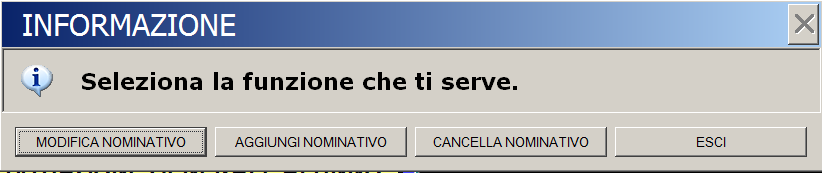 INFORMAZIONE
Seleziona la funzione che ti serve.
MODIFICA NOMINATIVO AGGIUNGI NOMINATIVO CANCELLA NOMINATIVO ESCI